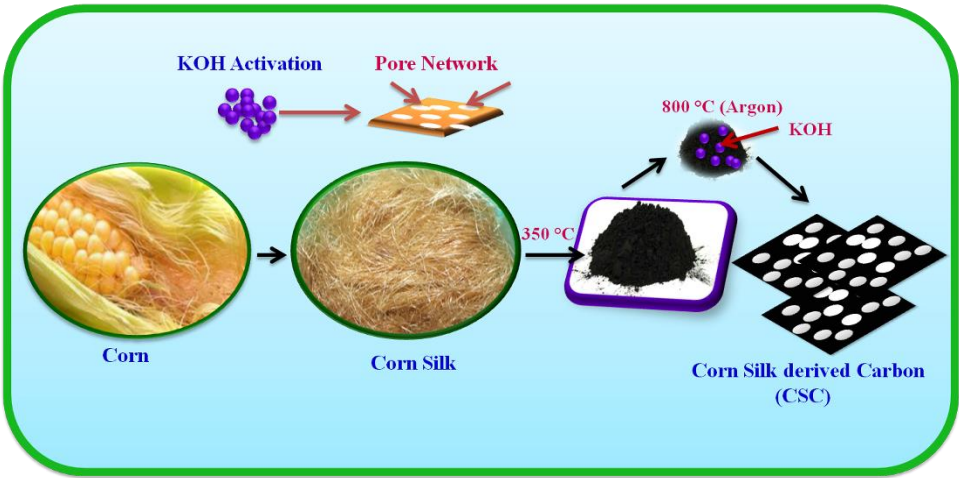 KOH Activation
Pore Network
800 °C (Argon)
KOH
350 °C
Corn
Corn Silk
Corn Silk derived Carbon
(CSC)